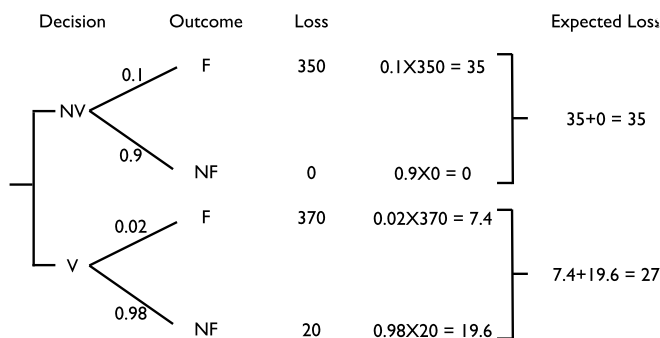 Decision Outcome Loss Expected Loss
0.1 F 350 0.1X350 = 35
NV 35+0 = 35
0.9 NF 0 0.9X0 = 0
0.02 F 370 0.02X370 = 7.4
V 7.4+19.6 = 27
0.98 NF 20 0.98X20 = 19.6